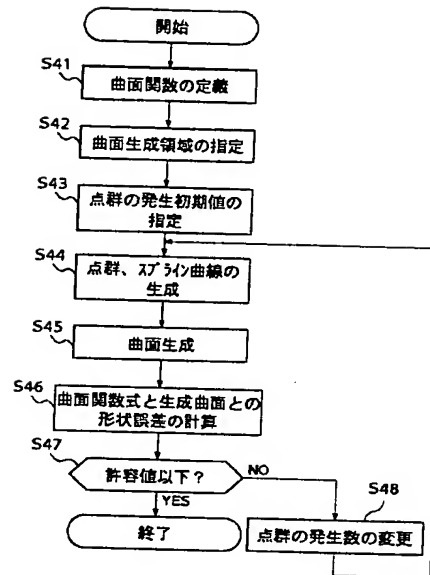 開始
S41
曲面関数の定義
S42
曲面生成領域の指定
S43
点群の発生初期値の
指定
S44
点群、スプライン曲線の
生成
S45
曲面生成
S46
曲面関数式と生成曲面との
形状誤差の計算
S47
許容値以下？
NO
YES
S48
終了
点群の発生数の変更